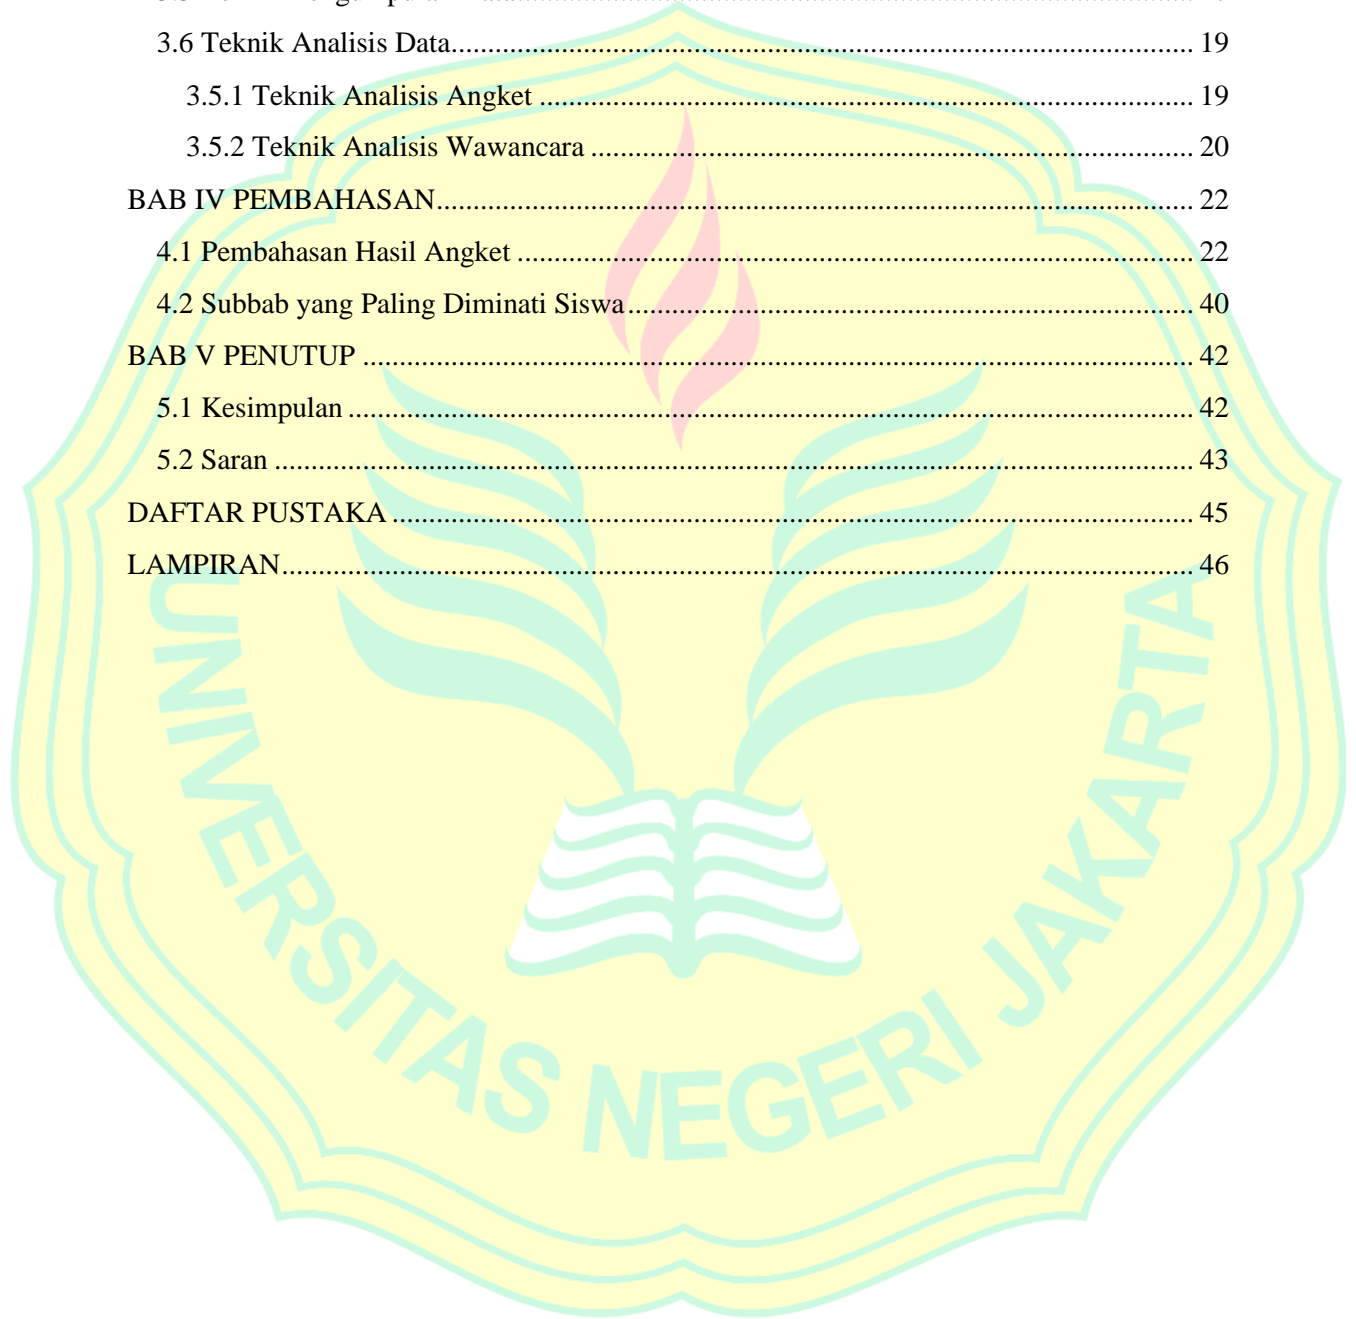 3.6 Teknik Analisis Data.......... 19
3.5.1 Teknik Analisis Angket .......... 19
3.5.2 Teknik Analisis Wawancara .......... 20
BAB IV PEMBAHASAN.......... 22
4.1 Pembahasan Hasil Angket .......... 22
4.2 Subbab yang Paling Diminati Siswa.......... 40
BAB V PENUTUP .......... 42
5.1 Kesimpulan .......... 42
5.2 Saran .......... 43
DAFTAR PUSTAKA .......... 45
LAMPIRAN.......... 46
UNIVERSITAS NEGERI JAKARTA